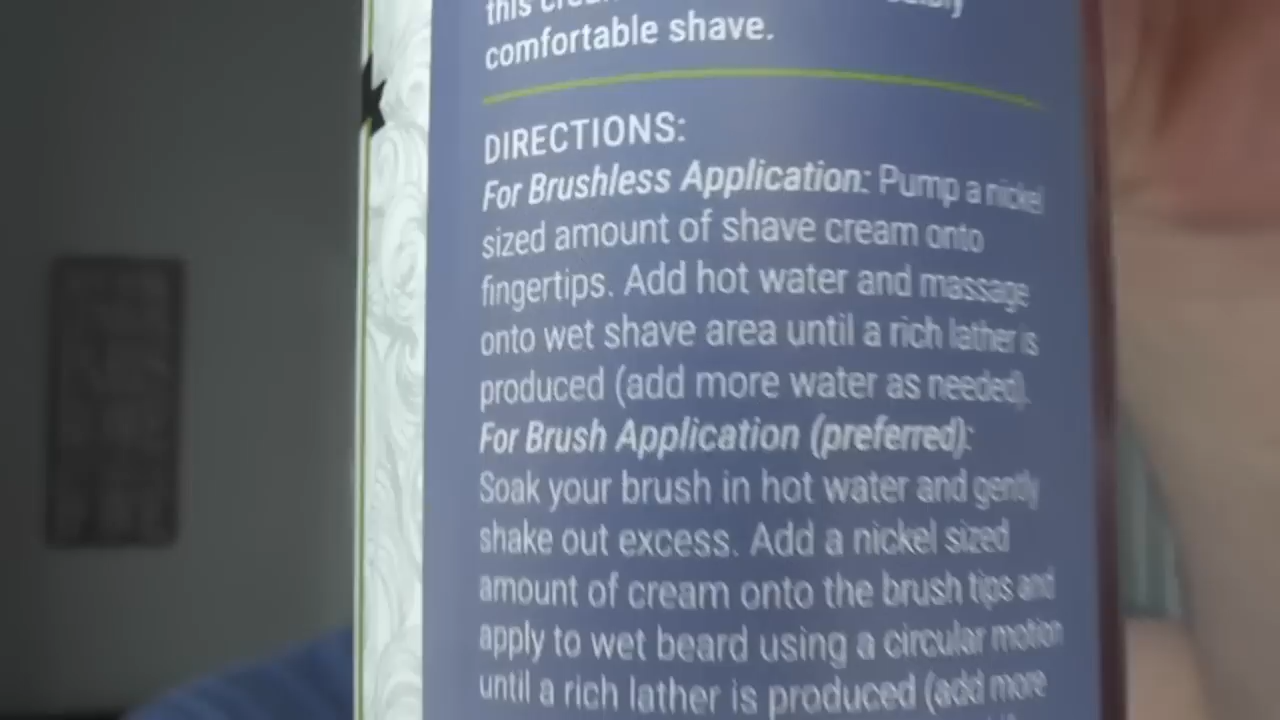 this
comfortable shave.
DIRECTIONS:
For Brushless Application: Pump a nickel
sized amount of shave cream onto
fingertips. Add hot water and massage
onto wet shave area until a rich lather is
produced (add more water as needed).
For Brush Application (preferred):
Soak your brush in hot water and gently
shake out excess. Add a nickel sized
amount of cream onto the brush tips and
apply to wet beard using a circular motion
until a rich lather is produced (add more